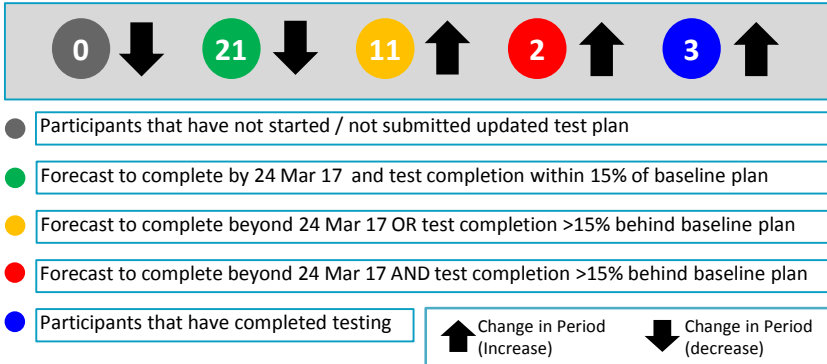 0 21 11 2 3
Participants that have not started / not submitted updated test plan
Forecast to complete by 24 Mar 17 and test completion within 15% of baseline plan
Forecast to complete beyond 24 Mar 17 OR test completion >15% behind baseline plan
Forecast to complete beyond 24 Mar 17 AND test completion >15% behind baseline plan
Participants that have completed testing
Change in Period
(Increase)
Change in Period
(decrease)